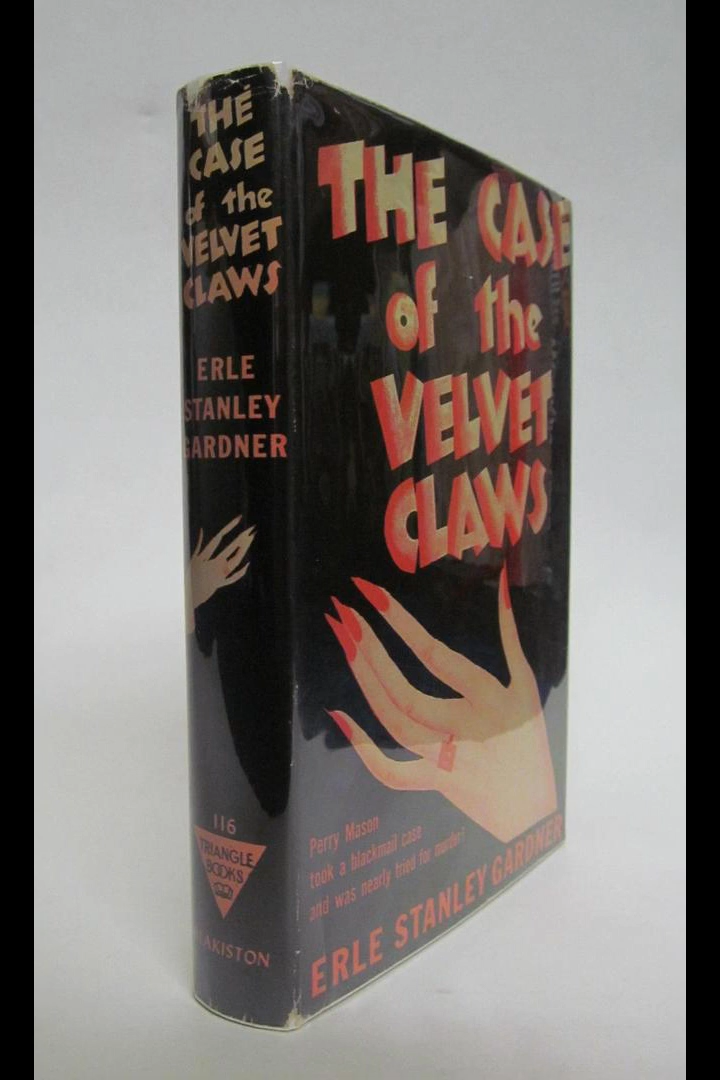 THE
CASE
of the
VELVET
CLAWS
ERLE
STANLEY
GARDNER
116
TRIANGLE
BOOKS
LAKISTON
THE CASE
of the
VELVET
CLAWS
Perry Mason
took a blackmail case
and was nearly tried for murder!
ERLE STANLEY GARDNER